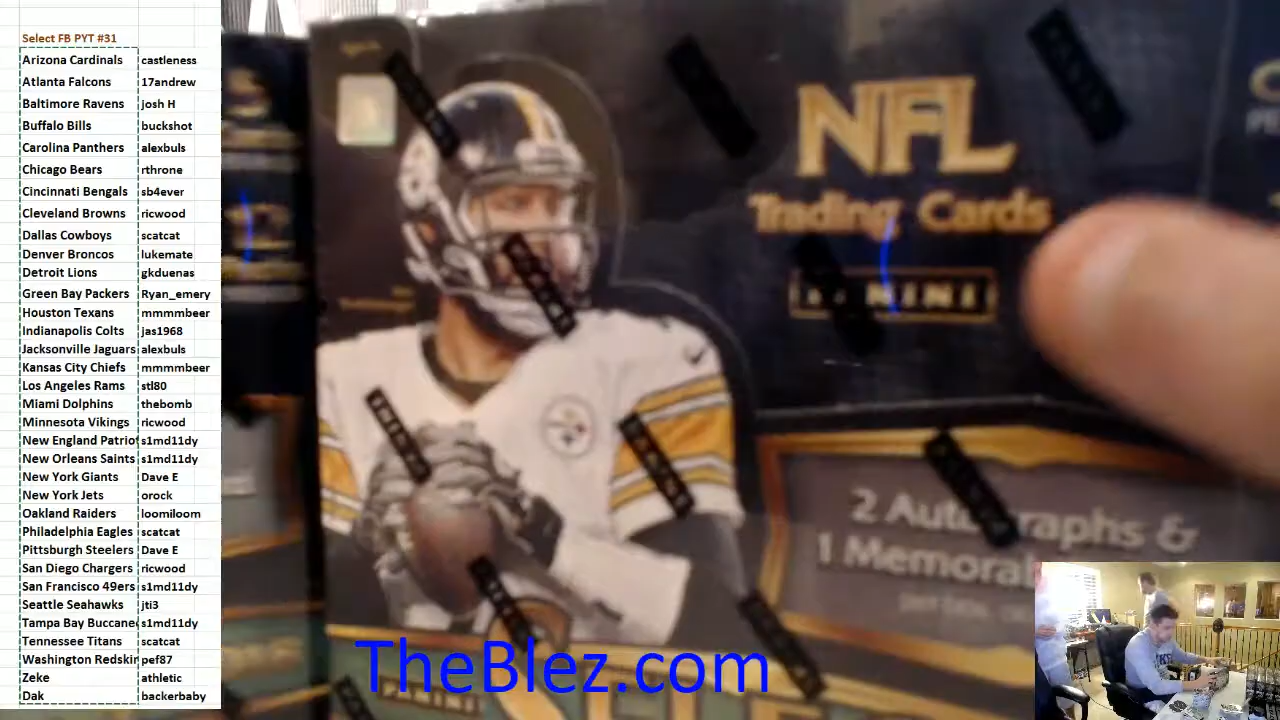 Select FB PYT #31
Arizona Cardinals castleness
Atlanta Falcons 17andrew
Baltimore Ravens josh H
Buffalo Bills buckshot
Carolina Panthers alexbuls
Chicago Bears rthrone
Cincinnati Bengals sb4ever
Cleveland Browns ricwood
Dallas Cowboys scatcat
Denver Broncos lukemate
Detroit Lions gkduenas
Green Bay Packers Ryan_emery
Houston Texans mmmmbeer
Indianapolis Colts jas1968
Jacksonville Jaguars alexbuls
Kansas City Chiefs mmmmbeer
Los Angeles Rams stl80
Miami Dolphins thebomb
Minnesota Vikings ricwood
New England Patriot s1md11dy
New Orleans Saints s1md11dy
New York Giants Dave E
New York Jets orock
Oakland Raiders loomiloom
Philadelphia Eagles scatcat
Pittsburgh Steelers Dave E
San Diego Chargers ricwood
San Francisco 49ers s1md11dy
Seattle Seahawks jti3
Tampa Bay Buccanee s1md11dy
Tennessee Titans scatcat
Washington Redskin pef87
Zeke athletic
Dak backerbaby
NFL
Trading Cards
PANINI
2 Autographs &
1
PANINI
TheBlez.com